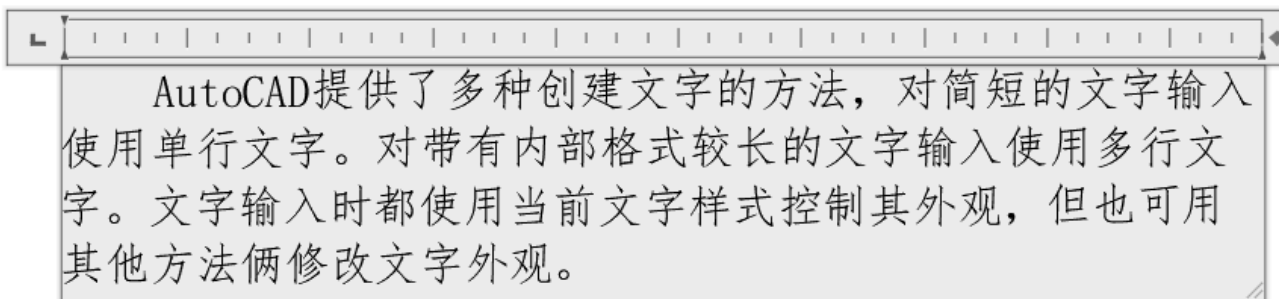 AutoCAD提供了多种创建文字的方法，对简短的文字输入
使用单行文字。对带有内部格式较长的文字输入使用多行文
字。文字输入时都使用当前文字样式控制其外观，但也可用
其他方法俩修改文字外观。